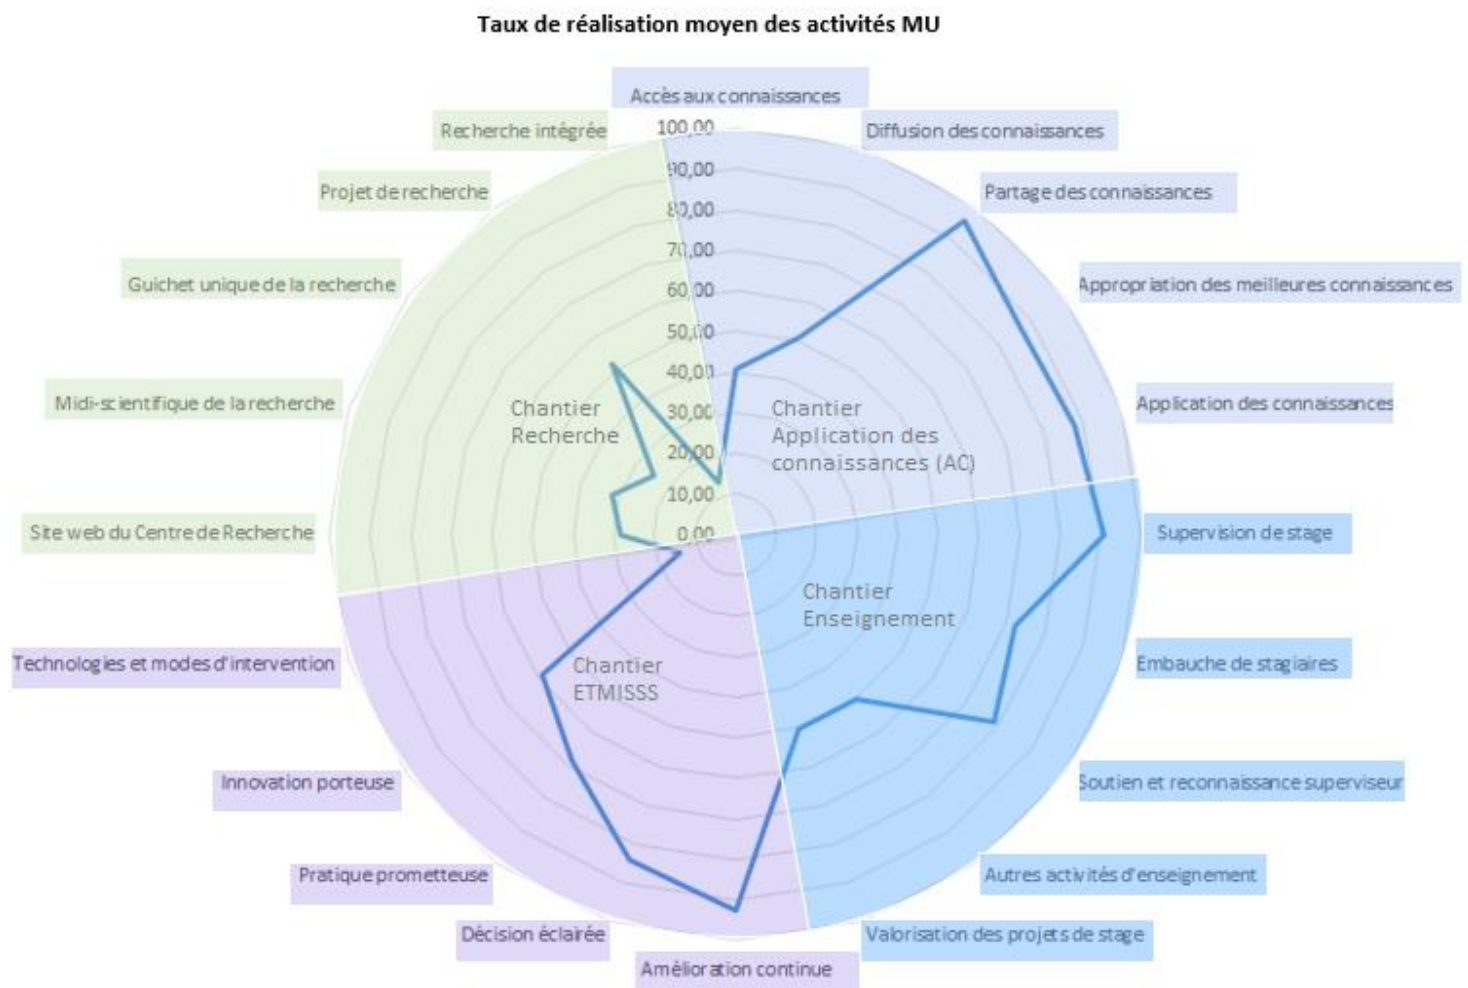 Taux de réalisation moyen des activités MU
Accès aux connaissances
Recherche intégrée
100,00
Diffusion des connaissances
90,00
Projet de recherche
Partage des connaissances
80,00
70,00
Guichet unique de la recherche
Appropriation des meilleures connaissances
60,00
50,00
40,00
Midi-scientifique de la recherche
Application des connaissances
30,00
Chantier
Recherche
Chantier
Application des
connaissances (AC)
20,00
10,00
0,00
Site web du Centre de Recherche
Supervision de stage
Chantier
Enseignement
Technologies et modes d'intervention
Chantier
ETMISSS
Embauche de stagiaires
Innovation porteuse
Soutien et reconnaissance superviseur
Pratique prometteuse
Autres activités d'enseignement
Décision éclairée
Valorisation des projets de stage
Amélioration continue